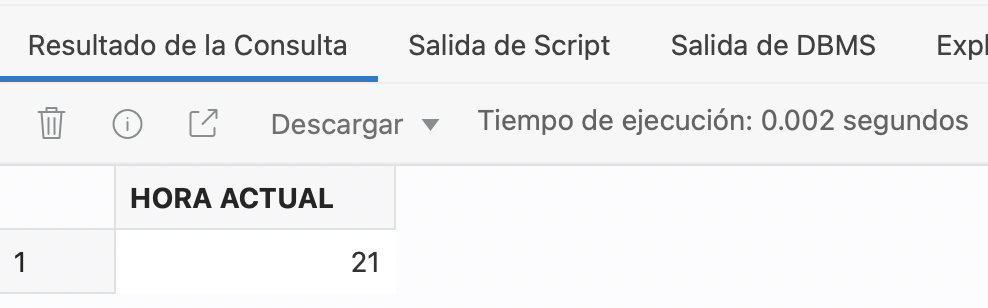 Resultado de la Consulta Salida de Script Salida de DBMS
Descargar Tiempo de ejecución: 0.002 segundos
HORA ACTUAL
1 21